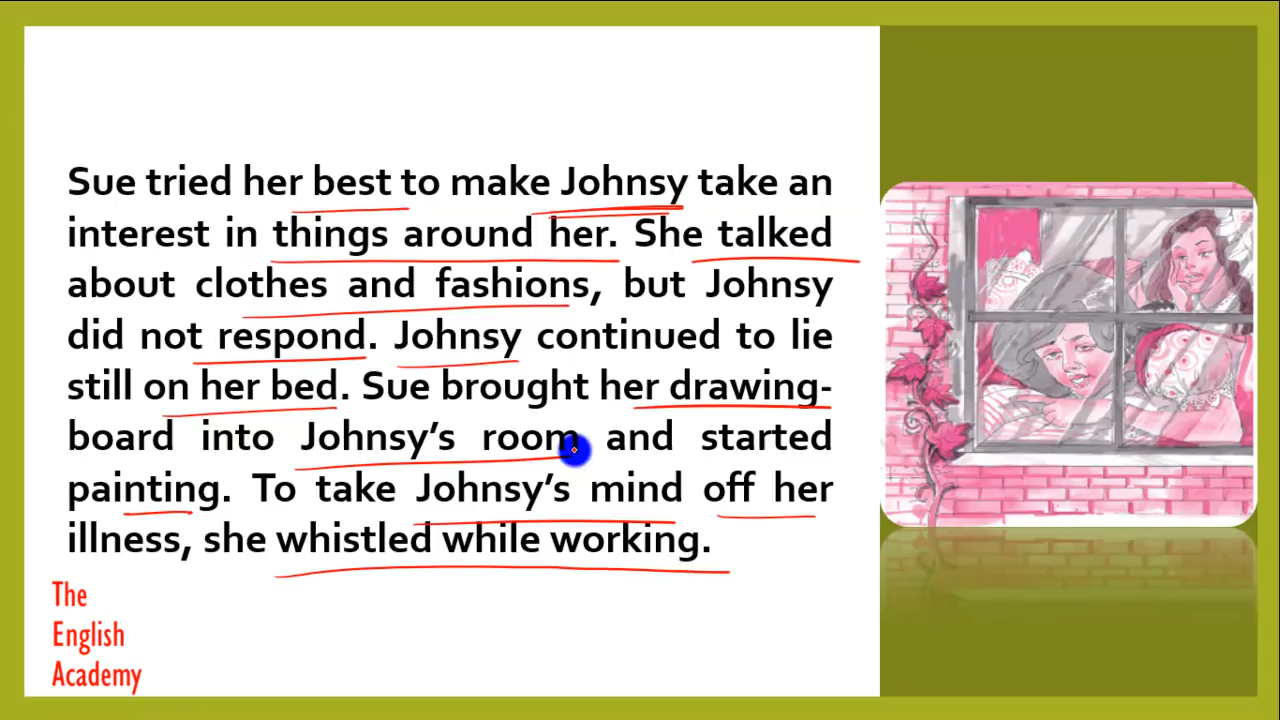 Sue tried her best to make Johnsy take an
interest in things around her. She talked
about clothes and fashions, but Johnsy
did not respond. Johnsy continued to lie
still on her bed. Sue brought her drawing-
board into Johnsy’s room and started
painting. To take Johnsy’s mind off her
illness, she whistled while working.
The
English
Academy